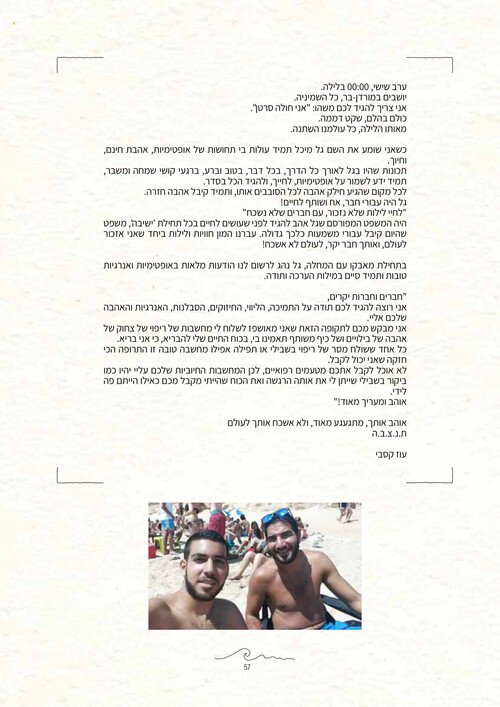 ערב שישי, 00:00 בלילה.
יושבים במורדן-בר, כל השמיניה.
אני צריך להגיד לכם משהו: "אני חולה סרטן".
כולם בהלם, שקט דממה.
מאותו הלילה, כל עולמנו השתנה.
כשאני שומע את השם גל מיכל תמיד עולות בי תחושות של אופטימיות, אהבת חינם,
וחיוך.
תכונות שהיו בגל לאורך כל הדרך, בכל דבר, בטוב וברע, ברגעי קושי שמחה ומשבר,
תמיד ידע לשמור על אופטימיות, לחייך, ולהגיד הכל בסדר.
לכל מקום שהגיע חילק אהבה לכל הסובבים אותו, ותמיד קיבל אהבה חזרה.
גל היה עבורי חבר, אח ושותף לחיים!
"לחיי לילות שלא נזכור, עם חברים שלא נשכח"
היה המשפט המפורסם שגל אהב להגיד לפני שעושים לחיים בכל תחילת 'ישיבה', משפט
שהיום קיבל עבורי משמעות כלכך גדולה. עברנו המון חוויות ולילות ביחד שאני אזכור
לעולם, ואותך חבר יקר, לעולם לא אשכח!
בתחילת מאבקו עם המחלה, גל נהג לרשום לנו הודעות מלאות באופטימיות ואנרגיות
טובות ותמיד סיים במילות הערכה ותודה.
"חברים וחברות יקרים,
אני רוצה להגיד לכם תודה על התמיכה, הליווי, החיזוקים, הסבלנות, האנרגיות והאהבה
שלכם אליי.
אני מבקש מכם לתקופה הזאת שאני מאושפז לשלוח לי מחשבות של ריפוי של צחוק של
אהבה של בילויים ושל כיף משותף תאמינו בי, בכוח החיים שלי להבריא, כי אני בריא.
כל אחד ששולח מסר של ריפוי בשבילי או תפילה אפילו מחשבה טובה זו התרופה הכי
חזקה שאני יכול לקבל.
לא אוכל לקבל אתכם מטעמים רפואיים, לכן המחשבות החיוביות שלכם עליי יהיו כמו
ביקור בשבילי שייתן לי את אותה הרגשה ואת הכוח שהייתי מקבל מכם כאילו הייתם פה
לידי.
אוהב ומעריך מאוד!"
אוהב אותך, מתגעגע מאוד, ולא אשכח אותך לעולם
ת.נ.צ.ב.ה
עוז קסבי
57